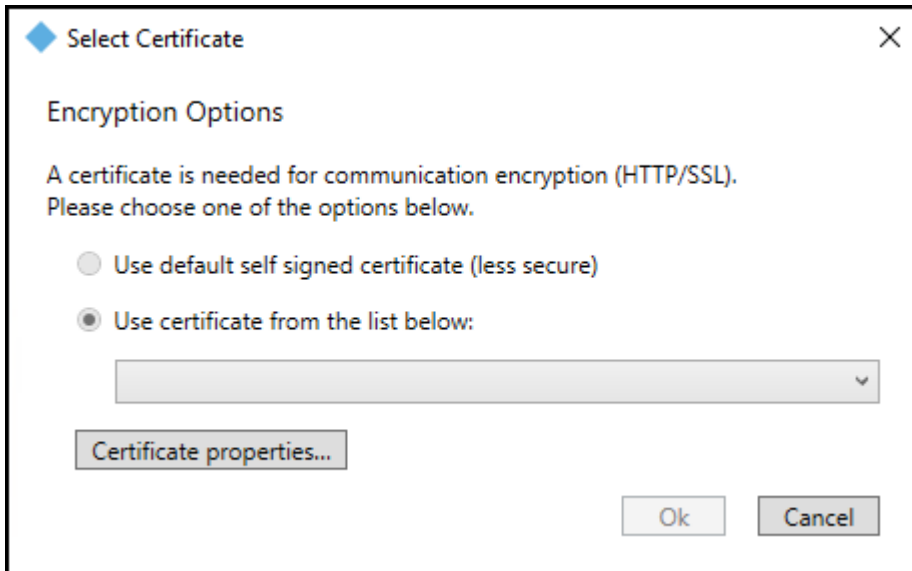 Select Certificate
Encryption Options
A certificate is needed for communication encryption (HTTP/SSL).
Please choose one of the options below.
Use default self signed certificate (less secure)
Use certificate from the list below:
Certificate properties...
Ok
Cancel